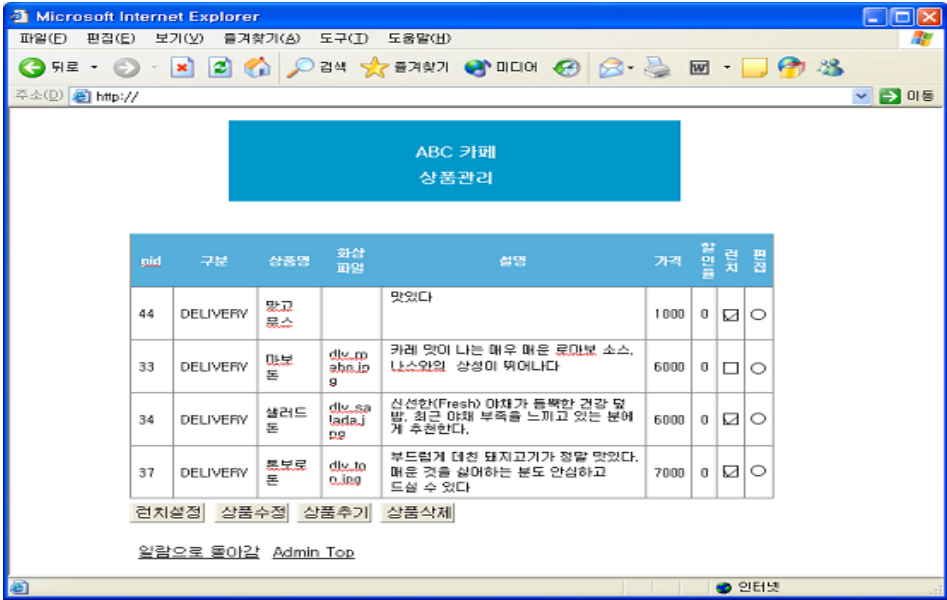 Microsoft Internet Explorer
파일(F) 편집(E) 보기(V) 즐겨찾기(A) 도구(T) 도움말(H)
뒤로 검색 즐겨찾기 미디어
주소(D) http:// 이동
ABC 카페
상품관리
pid 구분 상품명 화상 파일 설명 가격 할인율 런치 편집
44 DELIVERY 망고 뭇스 맛있다 1000 0
33 DELIVERY 마보 돈 dlv_m abo.jp g 카레 맛이 나는 매우 매운 로마보 소스, 6000 0
나스와의 상성이 뛰어나다
34 DELIVERY 샐러드 돈 dlv_sa lada.j pg 신선한(Fresh) 야채가 듬뿍한 건강 덮 6000 0
밥. 최근 야채 부족을 느끼고 있는 분에
게 추천한다.
37 DELIVERY 톤보로 돈 dlv_to n.jpg 부드럽게 데친 돼지고기가 정말 맛있다. 7000 0
매운 것을 싫어하는 분도 안심하고
드실 수 있다
런치설정 상품수정 상품추기 상품삭제
일람으로 돌아감 Admin Top
인터넷